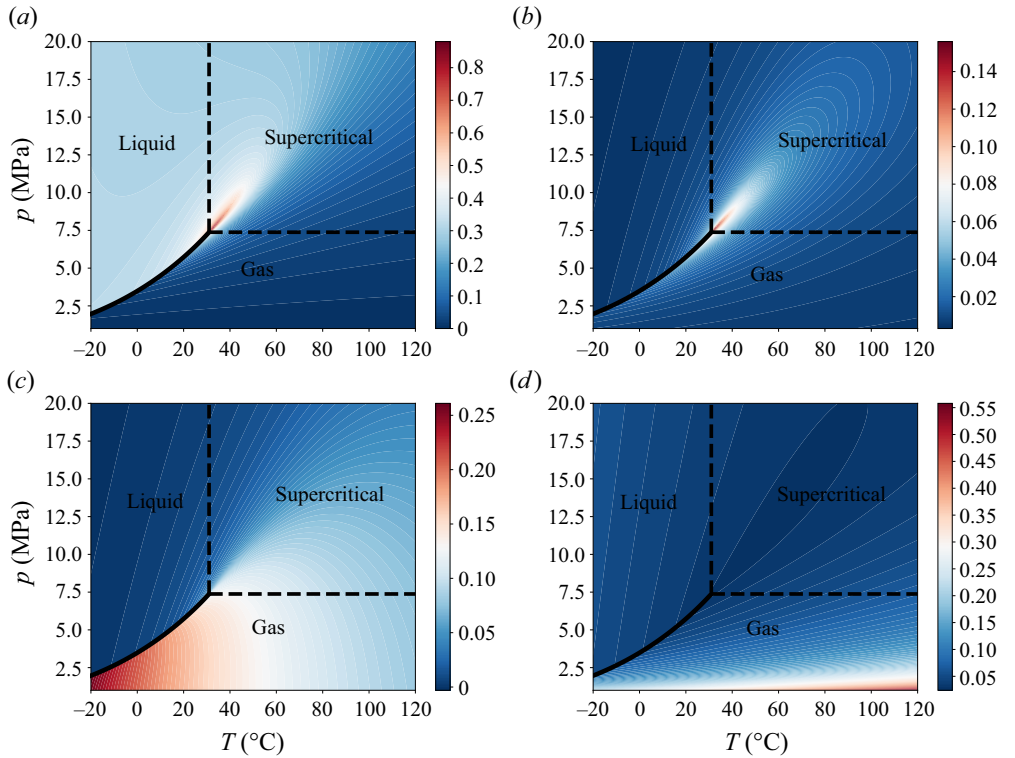 (a)
20.0
17.5
15.0
12.5
10.0
7.5
5.0
2.5
p (MPa)
Liquid
Supercritical
Gas
–20 0 20 40 60 80 100 120
0.8
0.7
0.6
0.5
0.4
0.3
0.2
0.1
0
(b)
20.0
17.5
15.0
12.5
10.0
7.5
5.0
2.5
Liquid
Supercritical
Gas
–20 0 20 40 60 80 100 120
0.14
0.12
0.10
0.08
0.06
0.04
0.02
(c)
20.0
17.5
15.0
12.5
10.0
7.5
5.0
2.5
p (MPa)
Liquid
Supercritical
Gas
–20 0 20 40 60 80 100 120
T (°C)
0.25
0.20
0.15
0.10
0.05
0
(d)
20.0
17.5
15.0
12.5
10.0
7.5
5.0
2.5
Liquid
Supercritical
Gas
–20 0 20 40 60 80 100 120
T (°C)
0.55
0.50
0.45
0.40
0.35
0.30
0.25
0.20
0.15
0.10
0.05